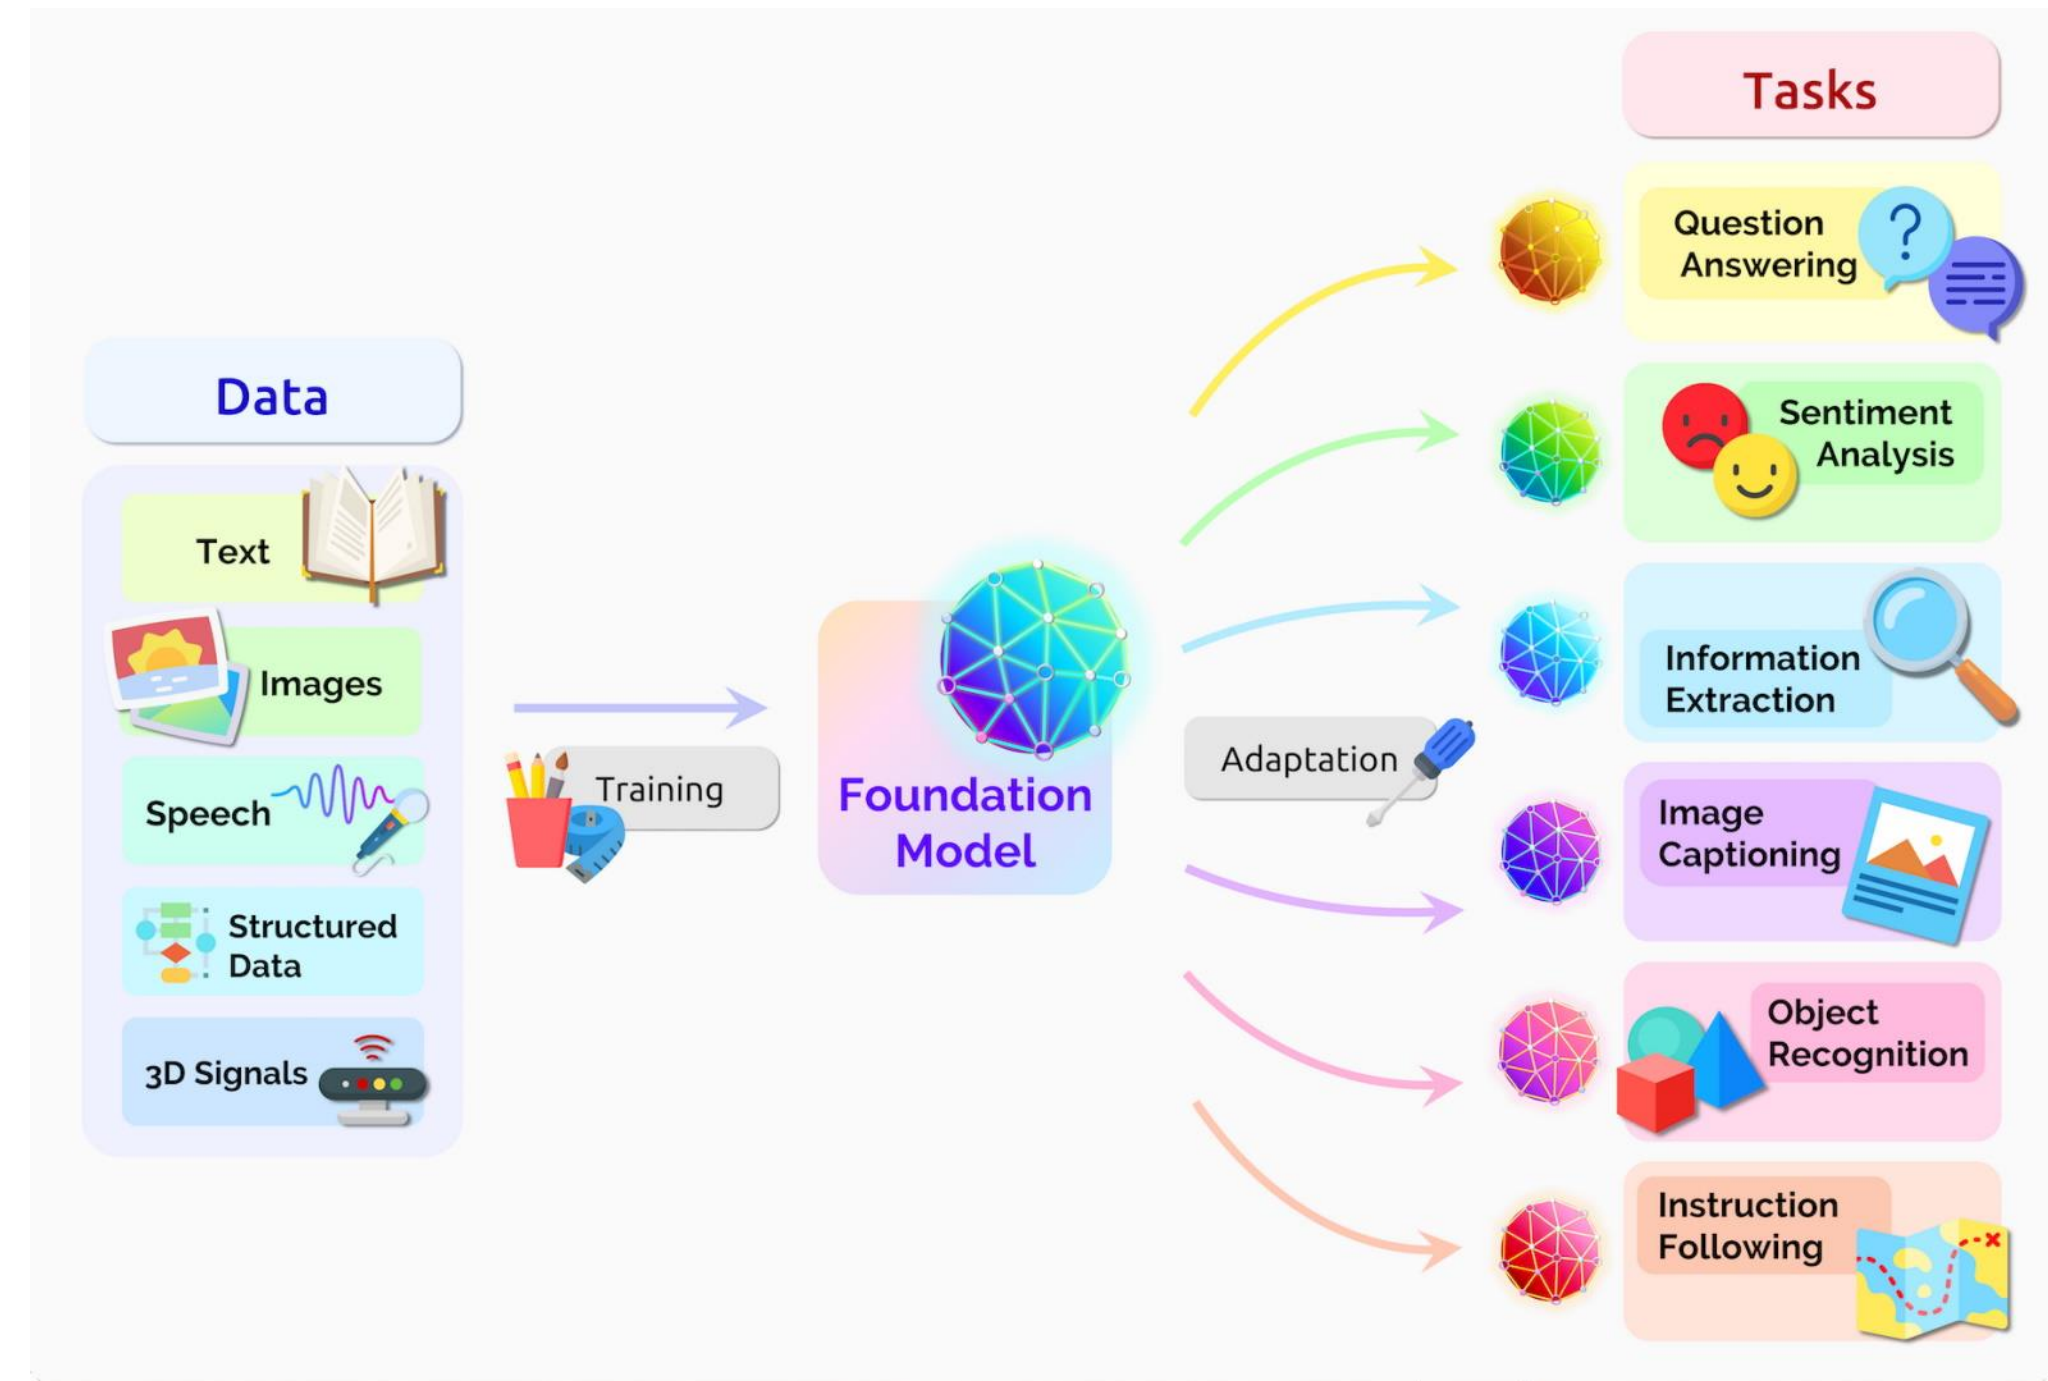 Data
Text
Images
Speech
Structured
Data
3D Signals
Training
Foundation
Model
Adaptation
Tasks
Question
Answering
?
Sentiment
Analysis
Information
Extraction
Image
Captioning
Object
Recognition
Instruction
Following